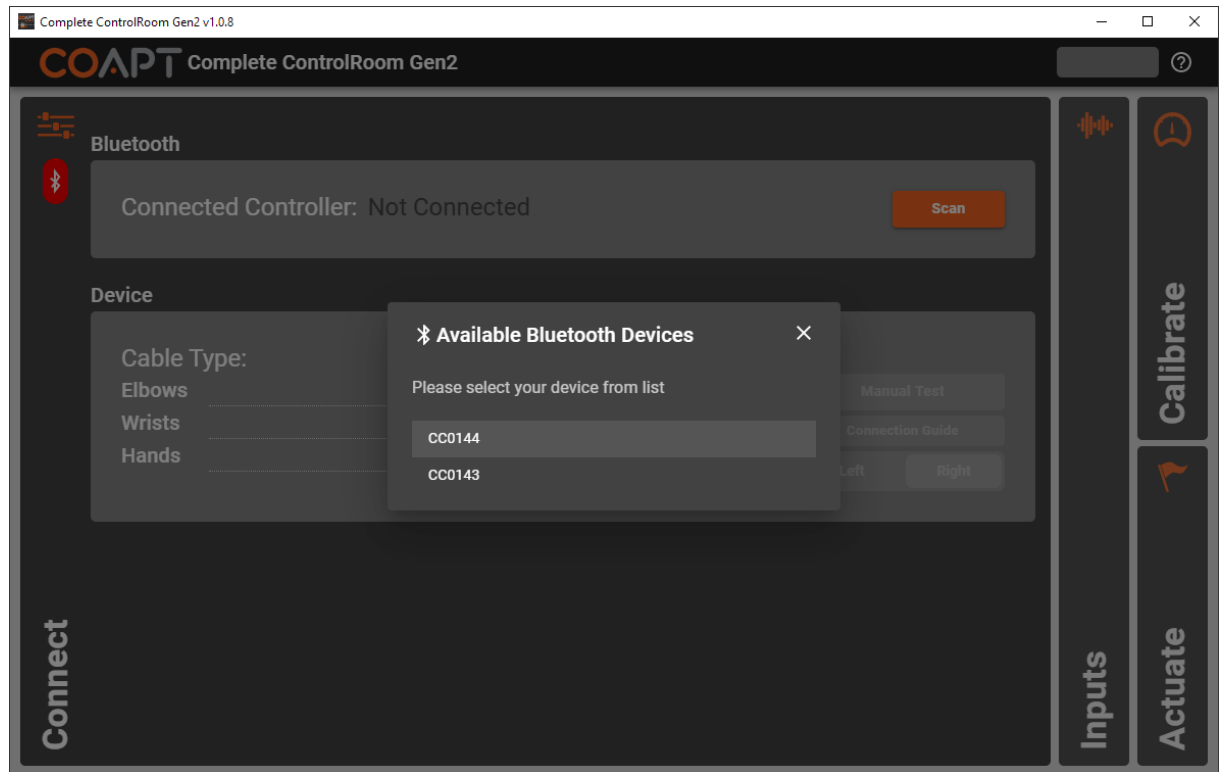 Complete ControlRoom Gen2 v1.0.8
COAPT Complete ControlRoom Gen2
Bluetooth
Connected Controller: Not Connected
Scan
Device
Cable Type:
Elbows
Wrists
Hands
Manual Test
Connection Guide
Left Right
Available Bluetooth Devices
Please select your device from list
CC0144
CC0143
Connect
Inputs
Calibrate
Actuate